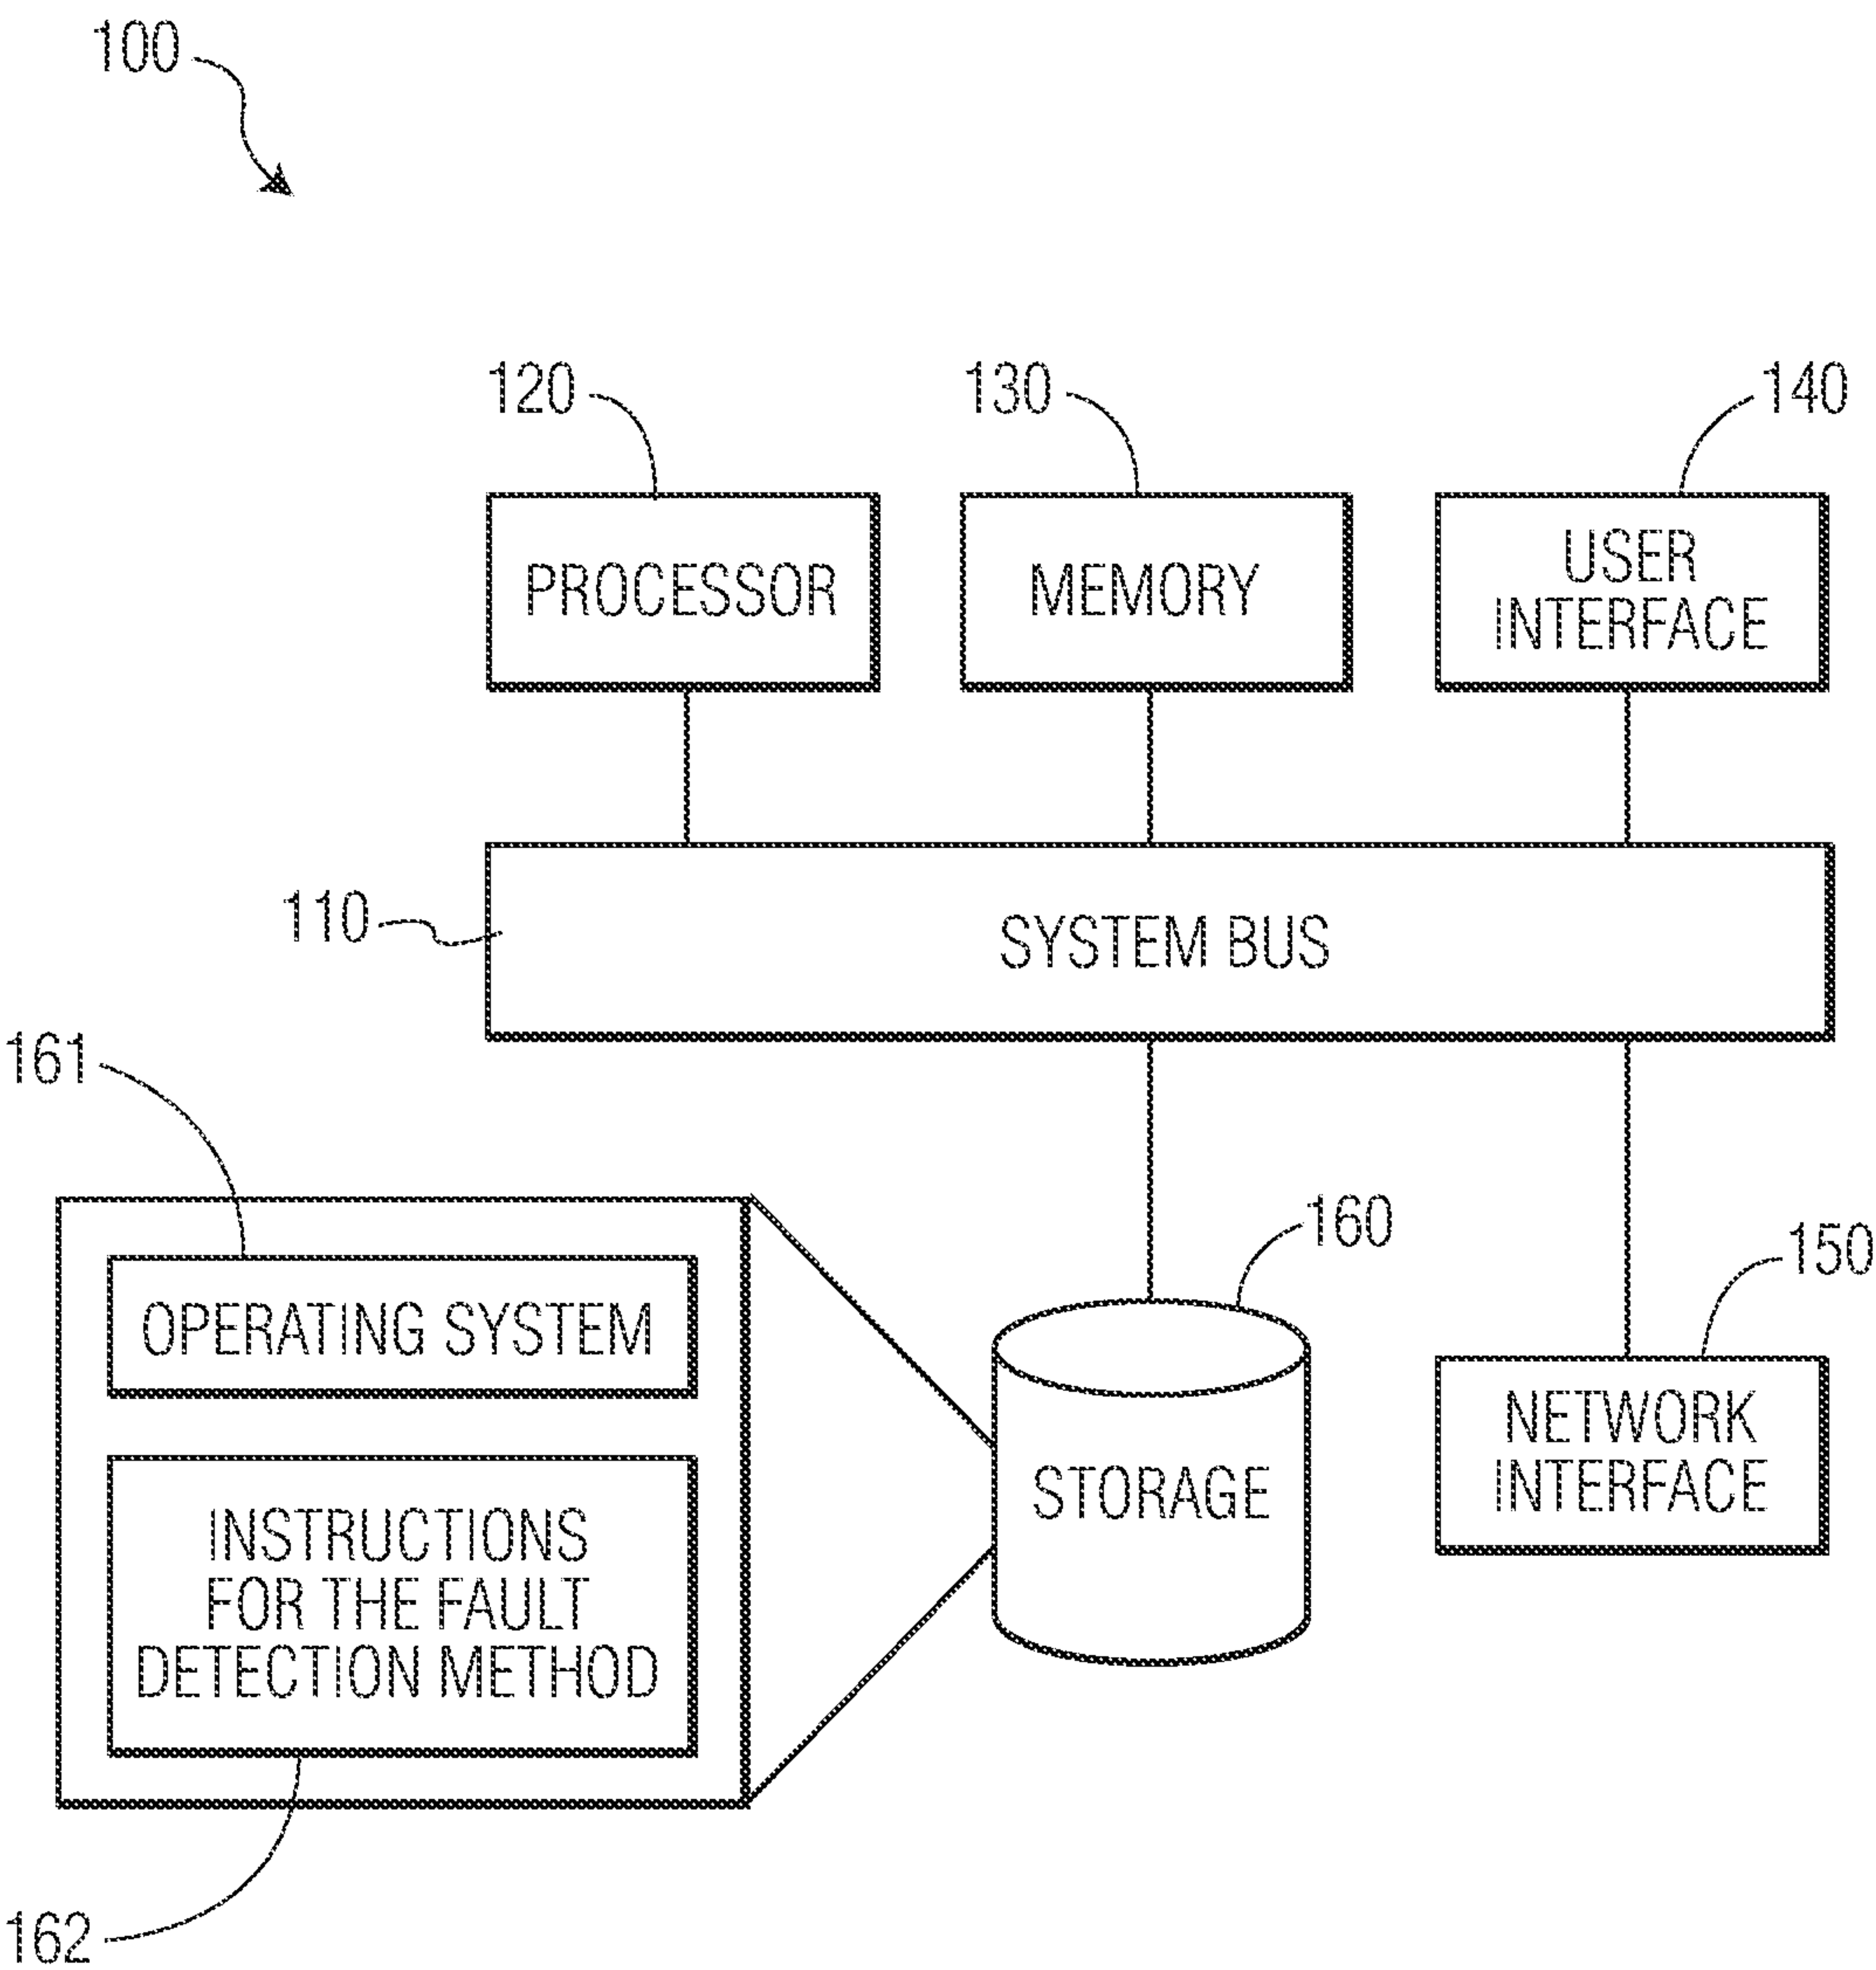 100
120
130
140
PROCESSOR
MEMORY
USER
INTERFACE
110
SYSTEM BUS
161
160
150
OPERATING SYSTEM
STORAGE
NETWORK
INTERFACE
INSTRUCTIONS
FOR THE FAULT
DETECTION METHOD
162